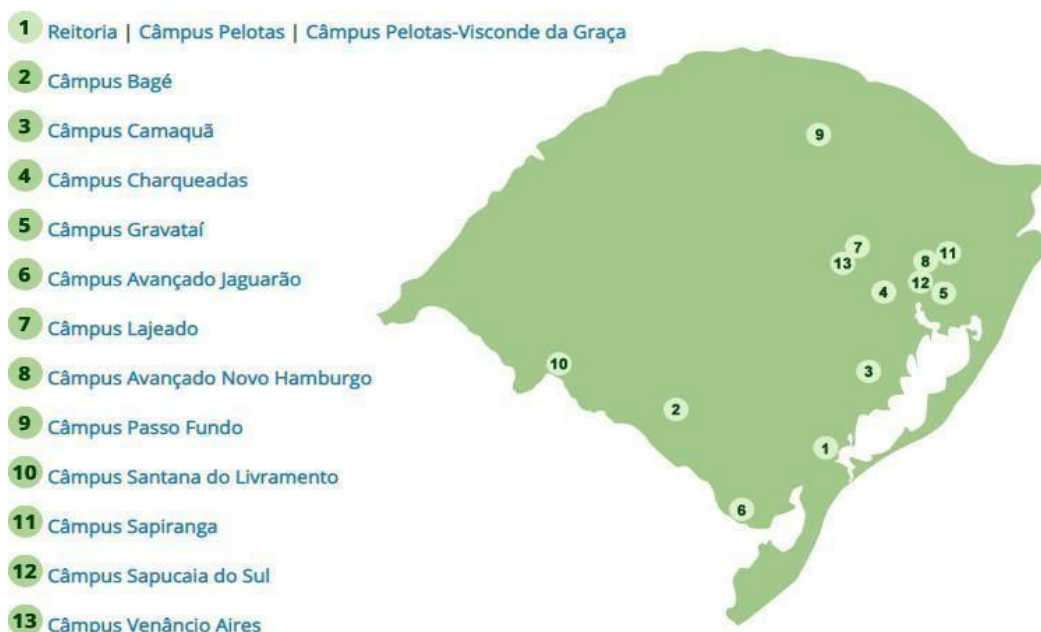 1 Reitoria | Câmpus Pelotas | Câmpus Pelotas-Visconde da Graça
2 Câmpus Bagé
3 Câmpus Camaquã
4 Câmpus Charqueadas
5 Câmpus Gravataí
6 Câmpus Avançado Jaguarão
7 Câmpus Lajeado
8 Câmpus Avançado Novo Hamburgo
9 Câmpus Passo Fundo
10 Câmpus Santana do Livramento
11 Câmpus Sapiranga
12 Câmpus Sapucaia do Sul
13 Câmpus Venâncio Aires
9
7
11
8
13
12
4
5
10
3
2
1
6